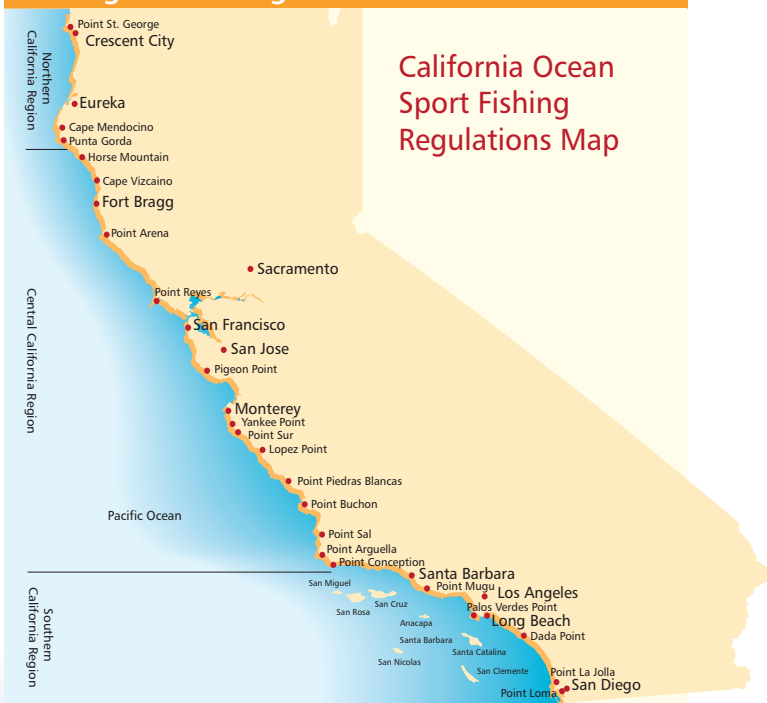 Point St. George
Crescent City
California Ocean
Sport Fishing
Regulations Map
Northern
California Region
Eureka
Cape Mendocino
Punta Gorda
Horse Mountain
Cape Vizcaino
Fort Bragg
Point Arena
Sacramento
Point Reyes
San Francisco
San Jose
Pigeon Point
Central California Region
Monterey
Yankee Point
Point Sur
Lopez Point
Point Piedras Blancas
Point Buchon
Pacific Ocean
Point Sal
Point Arguella
Point Conception
Santa Barbara
San Miguel
Point Mugu
Los Angeles
San Rosa
San Cruz
Palos Verdes Point
Anacapa
Long Beach
Southern
California Region
Santa Barbara
Dada Point
Santa Catalina
San Nicolas
San Clemente
Point La Jolla
San Diego
Point Loma